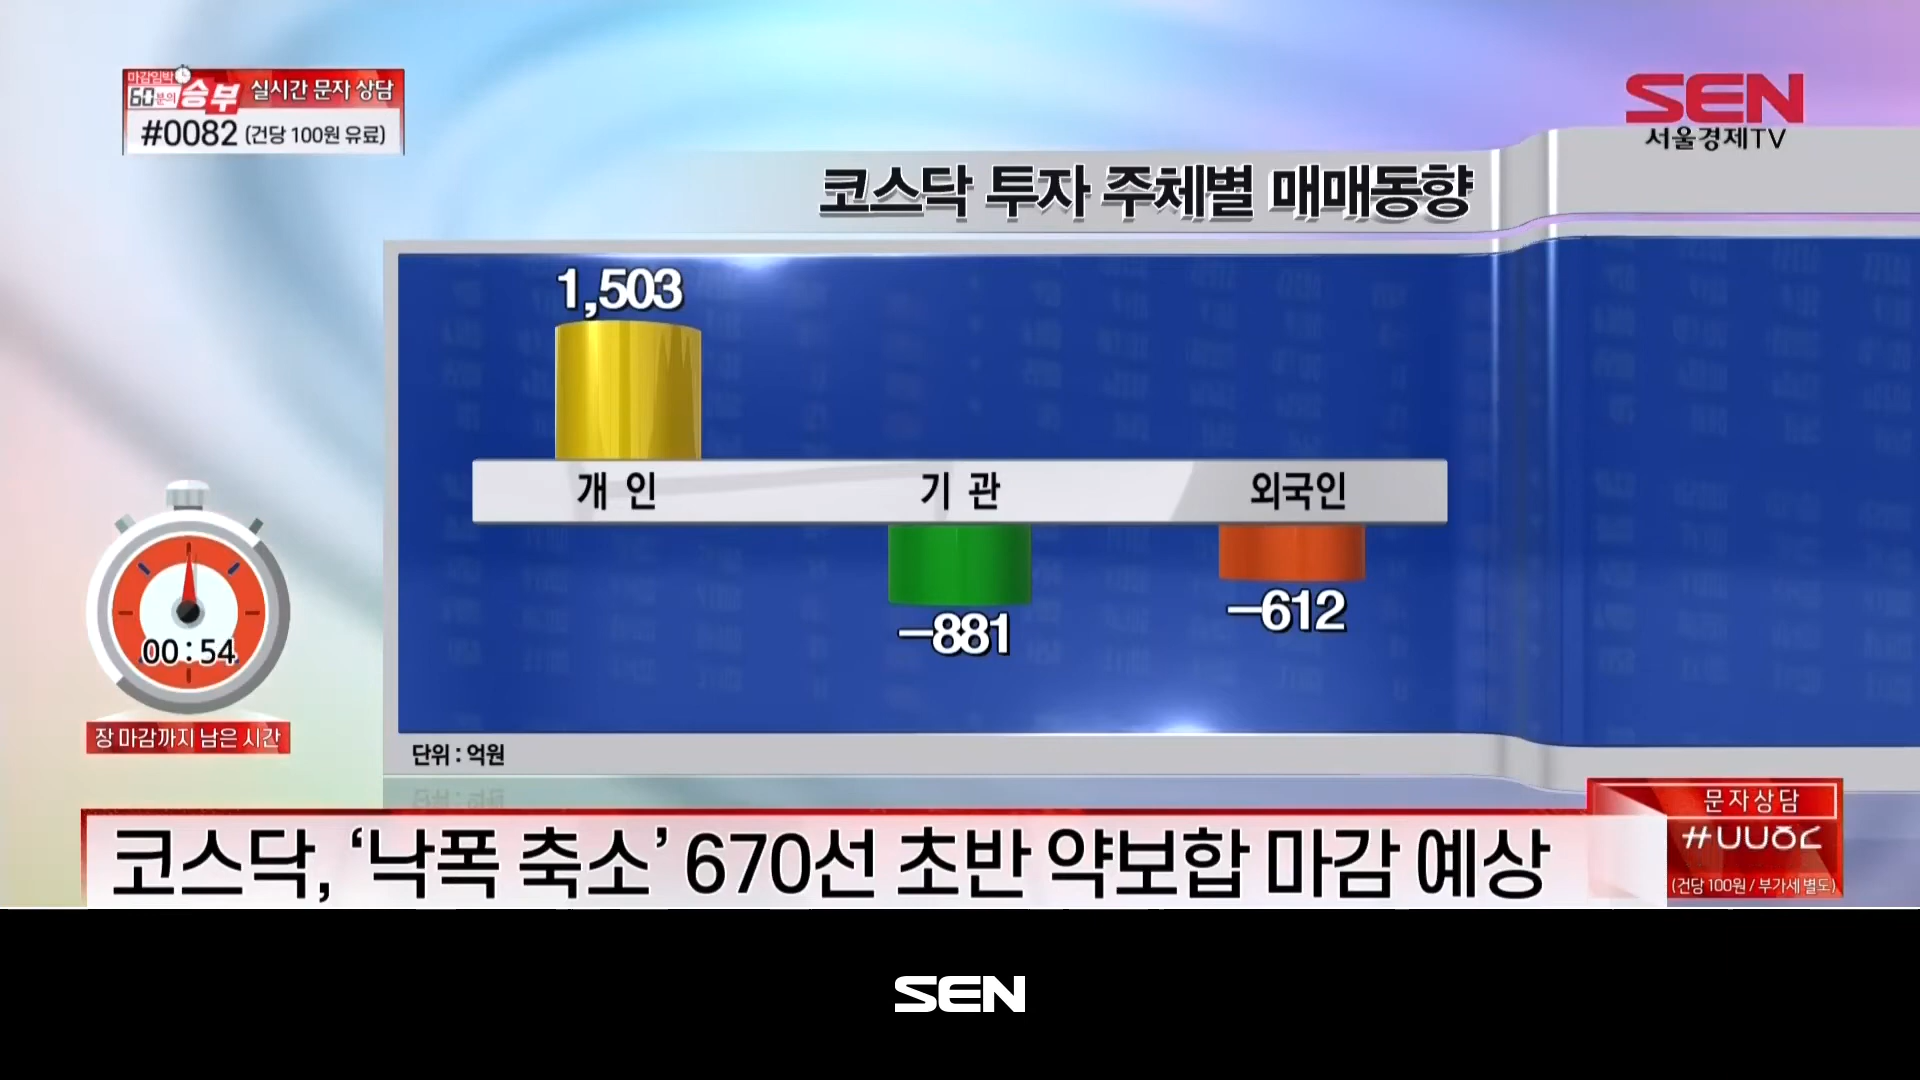 마감임박
60분의 승부 실시간 문자 상담
#0082 (건당 100원 유료)
SEN
서울경제TV
코스닥 투자 주체별 매매동향
1,503
개인 기관 외국인
-881
-612
00:54
장 마감까지 남은 시간
단위 : 억원
문자상담
(건당 100원 / 부가세 별도)
코스닥, ‘낙폭 축소’ 670선 초반 약보합 마감 예상
SEN